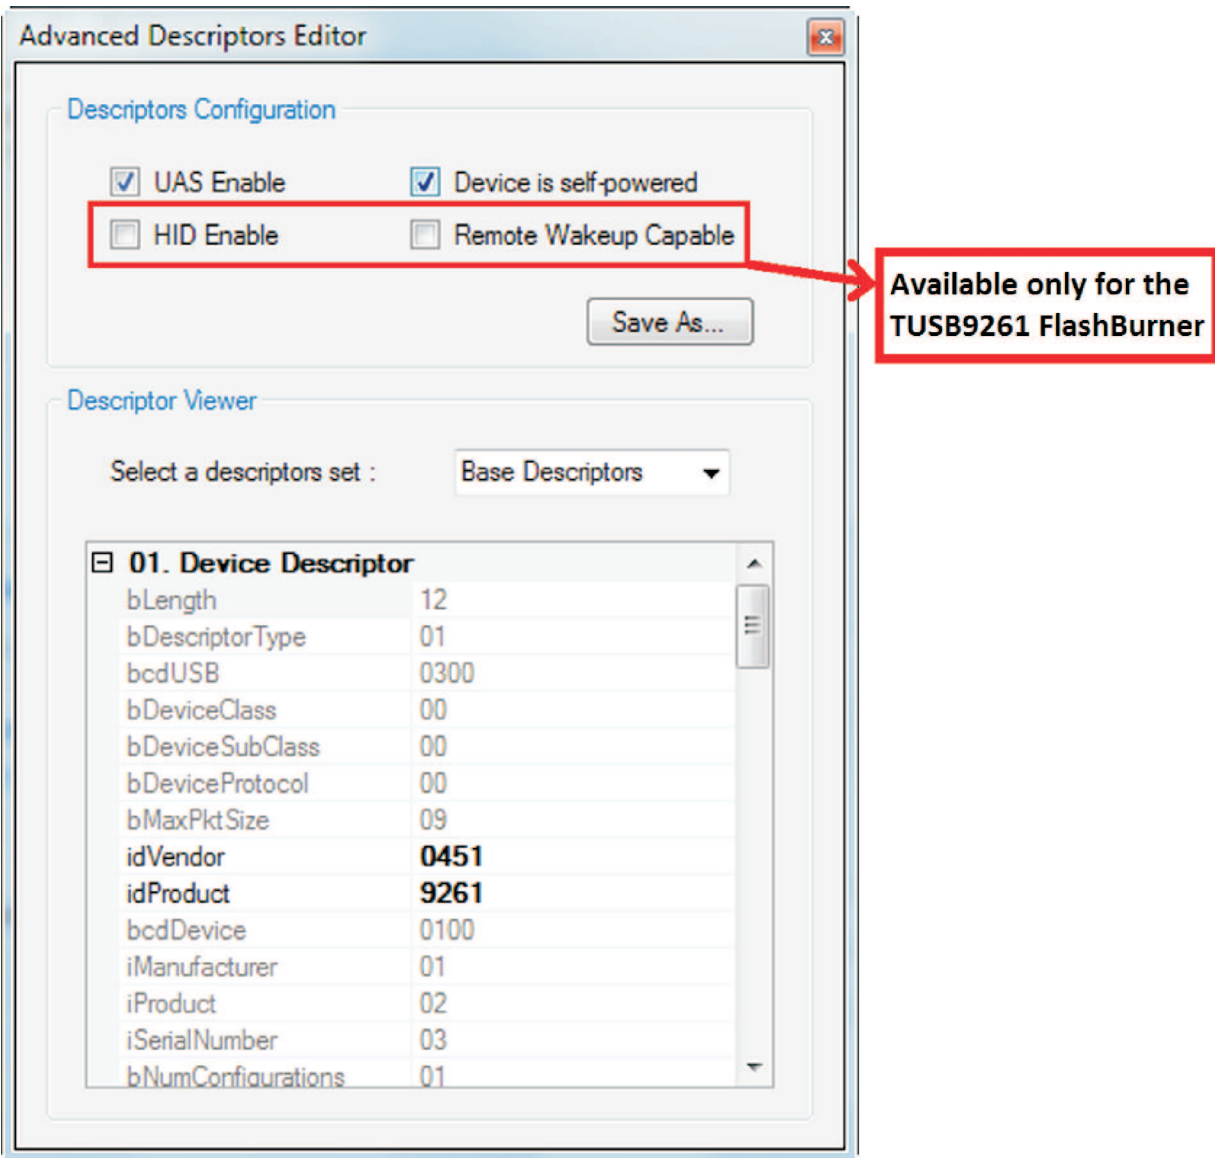 Advanced Descriptors Editor
Descriptors Configuration
UAS Enable Device is self-powered
HID Enable Remote Wakeup Capable
Available only for the
TUSB9261 FlashBurner
Save As...
Descriptor Viewer
Select a descriptors set : Base Descriptors
01. Device Descriptor
bLength 12
bDescriptorType 01
bcdUSB 0300
bDeviceClass 00
bDeviceSubClass 00
bDeviceProtocol 00
bMaxPktSize 09
idVendor 0451
idProduct 9261
bcdDevice 0100
iManufacturer 01
iProduct 02
iSerialNumber 03
bNumConfigurations 01